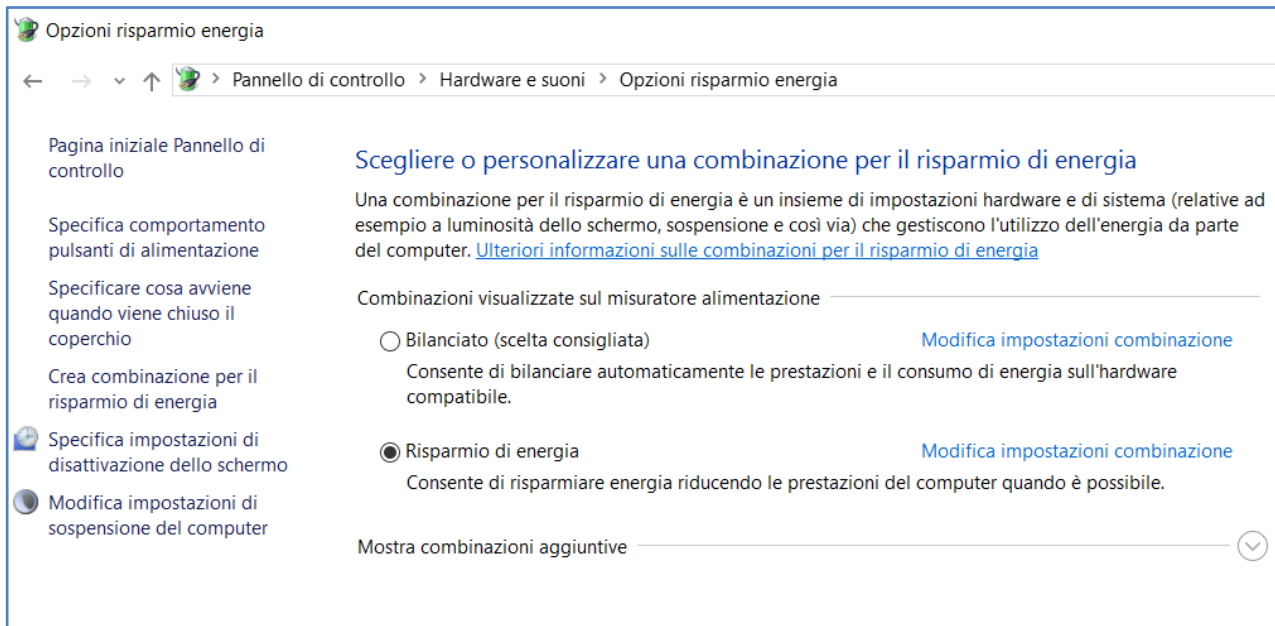 Opzioni risparmio energia
Pannello di controllo > Hardware e suoni > Opzioni risparmio energia
Pagina iniziale Pannello di
controllo
Specifica comportamento
pulsanti di alimentazione
Specificare cosa avviene
quando viene chiuso il
coperchio
Crea combinazione per il
risparmio di energia
Specifica impostazioni di
disattivazione dello schermo
Modifica impostazioni di
sospensione del computer
Scegliere o personalizzare una combinazione per il risparmio di energia
Una combinazione per il risparmio di energia è un insieme di impostazioni hardware e di sistema (relative ad
esempio a luminosità dello schermo, sospensione e così via) che gestiscono l'utilizzo dell'energia da parte
del computer. Ulteriori informazioni sulle combinazioni per il risparmio di energia
Combinazioni visualizzate sul misuratore alimentazione
Bilanciato (scelta consigliata) Modifica impostazioni combinazione
Consente di bilanciare automaticamente le prestazioni e il consumo di energia sull'hardware
compatibile.
Risparmio di energia Modifica impostazioni combinazione
Consente di risparmiare energia riducendo le prestazioni del computer quando è possibile.
Mostra combinazioni aggiuntive